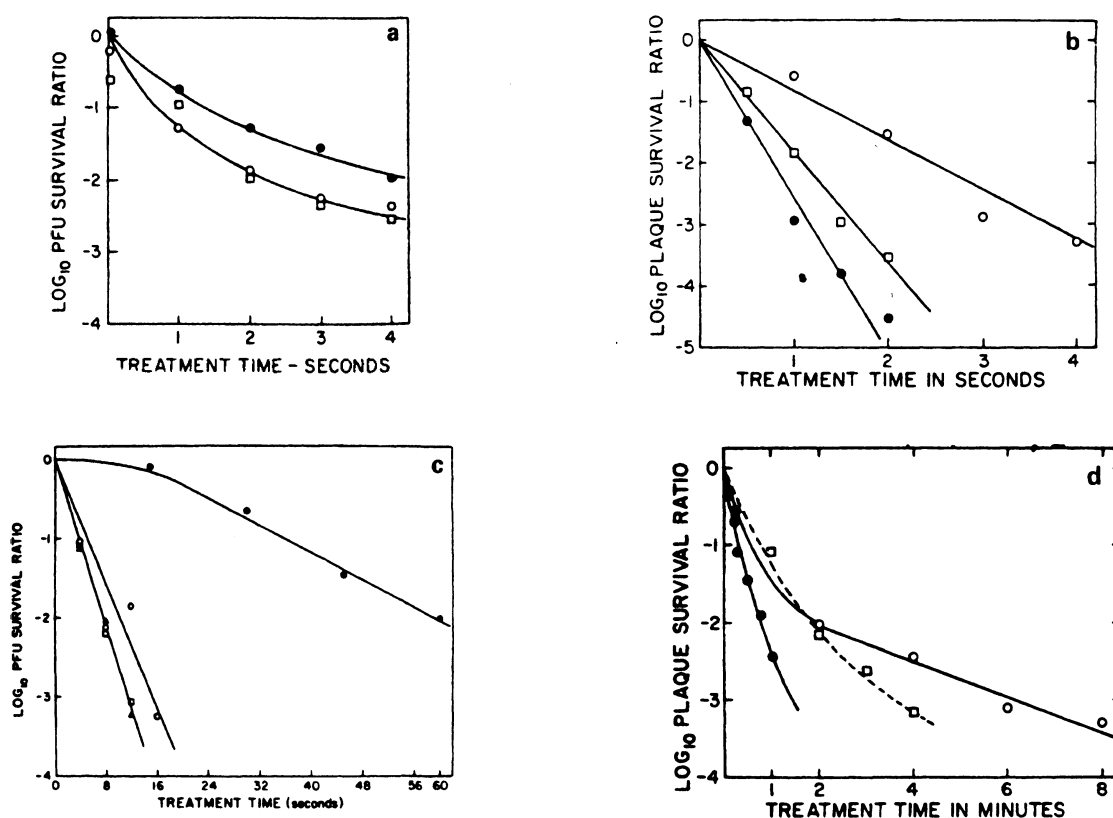 a
0
-1
-2
-3
-4
LOG10 PFU SURVIVAL RATIO
1 2 3 4
TREATMENT TIME - SECONDS
b
0
-1
-2
-3
-4
-5
LOG10 PLAQUE SURVIVAL RATIO
1 2 3 4
TREATMENT TIME IN SECONDS
c
0
-1
-2
-3
-4
LOG10 PFU SURVIVAL RATIO
0 8 16 24 32 40 48 56 60
TREATMENT TIME (seconds)
d
0
-1
-2
-3
-4
LOG10 PLAQUE SURVIVAL RATIO
1 2 4 6 8
TREATMENT TIME IN MINUTES